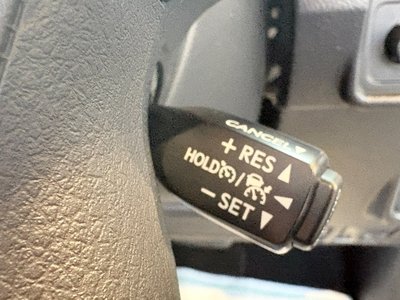 CANCEL▼
+ RES ▲
HOLD /
− SET ▼